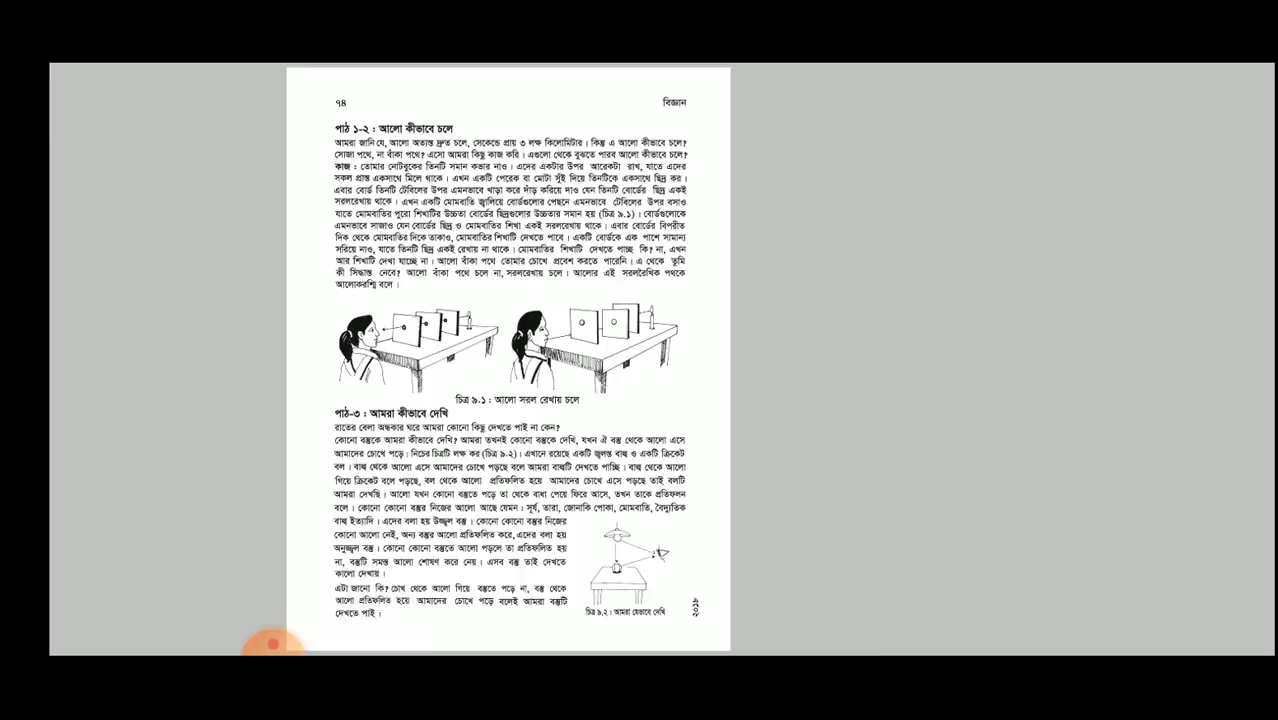 ৭৪ বিজ্ঞান
পাঠ ১-২ : আলো কীভাবে চলে
আমরা জানি যে, আলো অত্যন্ত দ্রুত চলে, সেকেন্ডে প্রায় ৩ লক্ষ কিলোমিটার। কিন্তু এ আলো কীভাবে চলে?
সোজা পথে, না বাঁকা পথে? এসো আমরা কিছু কাজ করি। এগুলো থেকে বুঝতে পারব আলো কীভাবে চলে?
কাজ : তোমার নোটবুকের তিনটি সমান কভার নাও। এদের একটার উপর আরেকটা রাখ, যাতে এদের
সকল প্রান্ত একসাথে মিলে থাকে। এখন একটি পেরেক বা মোটা সুঁই দিয়ে তিনটিকে একসাথে ছিদ্র কর।
এবার বোর্ড তিনটি টেবিলের উপর এমনভাবে খাড়া করে দাঁড় করিয়ে দাও যেন তিনটি বোর্ডের ছিদ্র একই
সরলরেখায় থাকে। এখন একটি মোমবাতি জ্বালিয়ে বোর্ডগুলোর পেছনে এমনভাবে টেবিলের উপর বসাও
যাতে মোমবাতির পুরো শিখাটির উচ্চতা বোর্ডের ছিদ্রগুলোর উচ্চতার সমান হয় (চিত্র ৯.১)। বোর্ডগুলোকে
এমনভাবে সাজাও যেন বোর্ডের ছিদ্র ও মোমবাতির শিখা একই সরলরেখায় থাকে। এবার বোর্ডের বিপরীত
দিক থেকে মোমবাতির দিকে তাকাও, মোমবাতির শিখাটি দেখতে পাবে। একটি বোর্ডকে এক পাশে সামান্য
সরিয়ে নাও, যাতে তিনটি ছিদ্র একই রেখায় না থাকে। মোমবাতির শিখাটি দেখতে পাচ্ছ কি? না, এখন
আর শিখাটি দেখা যাচ্ছে না। আলো বাঁকা পথে তোমার চোখে প্রবেশ করতে পারেনি। এ থেকে তুমি
কী সিদ্ধান্ত নেবে? আলো বাঁকা পথে চলে না, সরলরেখায় চলে। আলোর এই সরলরৈখিক পথকে
আলোকরশ্মি বলে।
চিত্র ৯.১ : আলো সরল রেখায় চলে
পাঠ-৩ : আমরা কীভাবে দেখি
রাতের বেলা অন্ধকার ঘরে আমরা কোনো কিছু দেখতে পাই না কেন?
কোনো বস্তুকে আমরা কীভাবে দেখি? আমরা তখনই কোনো বস্তুকে দেখি, যখন ঐ বস্তু থেকে আলো এসে
আমাদের চোখে পড়ে। নিচের চিত্রটি লক্ষ কর (চিত্র ৯.২)। এখানে রয়েছে একটি জ্বলন্ত বাল্ব ও একটি ক্রিকেট
বল। বাল্ব থেকে আলো এসে আমাদের চোখে পড়ছে বলে আমরা বাল্বটি দেখতে পাচ্ছি। বাল্ব থেকে আলো
গিয়ে ক্রিকেট বলে পড়ছে, বল থেকে আলো প্রতিফলিত হয়ে আমাদের চোখে এসে পড়ছে তাই বলটি
আমরা দেখছি। আলো যখন কোনো বস্তুতে পড়ে তা থেকে বাধা পেয়ে ফিরে আসে, তখন তাকে প্রতিফলন
বলে। কোনো কোনো বস্তুর নিজের আলো আছে যেমন : সূর্য, তারা, জোনাকি পোকা, মোমবাতি, বৈদ্যুতিক
বাল্ব ইত্যাদি। এদের বলা হয় উজ্জ্বল বস্তু। কোনো কোনো বস্তুর নিজের
কোনো আলো নেই, অন্য বস্তুর আলো প্রতিফলিত করে, এদের বলা হয়
অনুজ্জ্বল বস্তু। কোনো কোনো বস্তুতে আলো পড়লে তা প্রতিফলিত হয়
না, বস্তুটি সমস্ত আলো শোষণ করে নেয়। এসব বস্তু তাই দেখতে
কালো দেখায়।
এটা জানো কি? চোখ থেকে আলো গিয়ে বস্তুতে পড়ে না, বস্তু থেকে
আলো প্রতিফলিত হয়ে আমাদের চোখে পড়ে বলেই আমরা বস্তুটি
দেখতে পাই।
চিত্র ৯.২ : আমরা যেভাবে দেখি
২০১৮